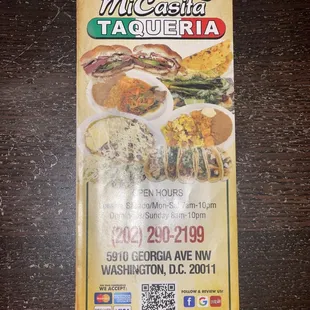 MiCasita
TAQUERIA
OPEN HOURS
(202) 290-2199
5910 GEORGIA AVE NW
WASHINGTON, D.C. 20011
WE ACCEPT:
FOLLOW & REVIEW US!